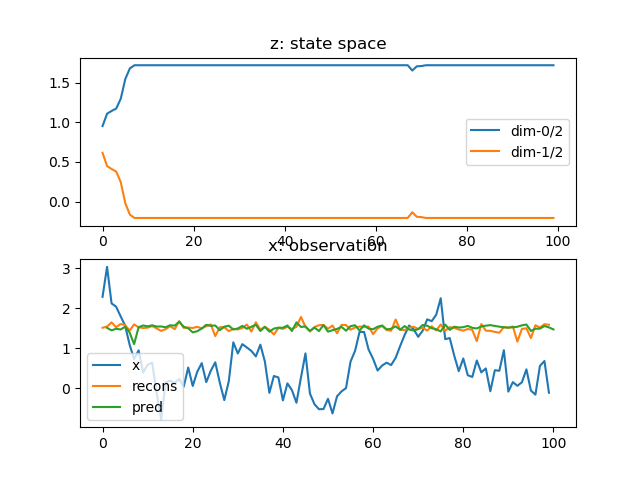 z: state space
1.5
1.0
0.5
0.0
dim-0/2
dim-1/2
0 20 40 60 80 100
x: observation
3
2
1
0
x
recons
pred
0 20 40 60 80 100